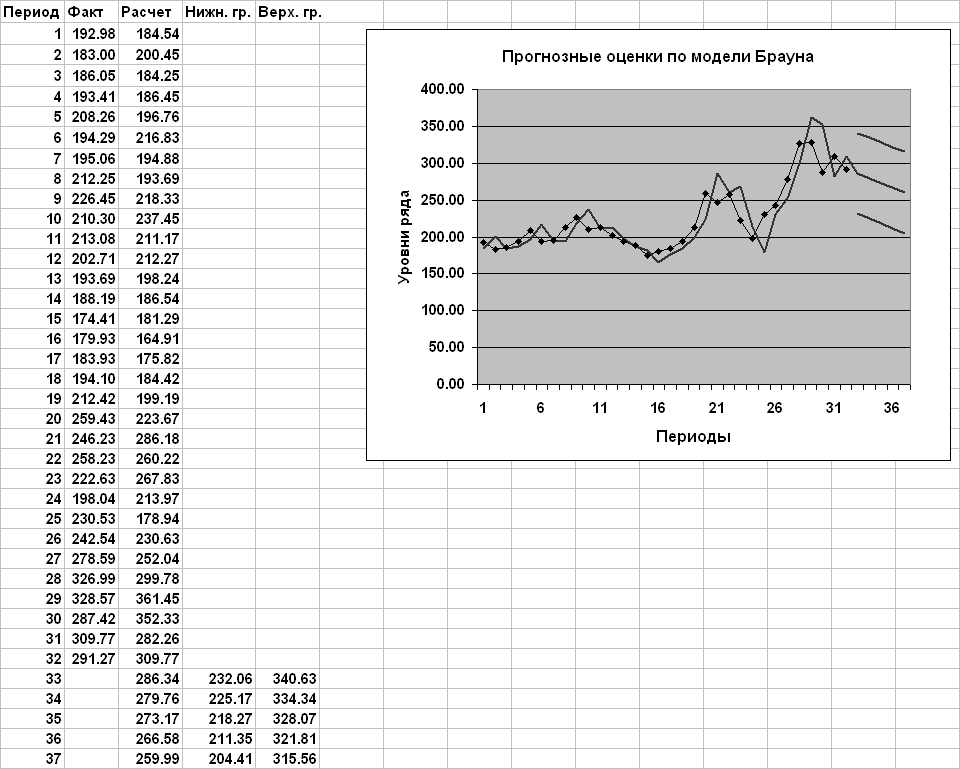 Период Факт Расчет Нижн. гр. Верх. гр.
1 192.98 184.54
2 183.00 200.45
3 186.05 184.25
4 193.41 186.45
5 208.26 196.76
6 194.29 216.83
7 195.06 194.88
8 212.25 193.69
9 226.45 218.33
10 210.30 237.45
11 213.08 211.17
12 202.71 212.27
13 193.69 198.24
14 188.19 186.54
15 174.41 181.29
16 179.93 164.91
17 183.93 175.82
18 194.10 184.42
19 212.42 199.19
20 259.43 223.67
21 246.23 286.18
22 258.23 260.22
23 222.63 267.83
24 198.04 213.97
25 230.53 178.94
26 242.54 230.63
27 278.59 252.04
28 326.99 299.78
29 328.57 361.45
30 287.42 352.33
31 309.77 282.26
32 291.27 309.77
33 286.34 232.06 340.63
34 279.76 225.17 334.34
35 273.17 218.27 328.07
36 266.58 211.35 321.81
37 259.99 204.41 315.56
Прогнозные оценки по модели Брауна
Уровни ряда
400.00
350.00
300.00
250.00
200.00
150.00
100.00
50.00
0.00
1 6 11 16 21 26 31 36
Периоды